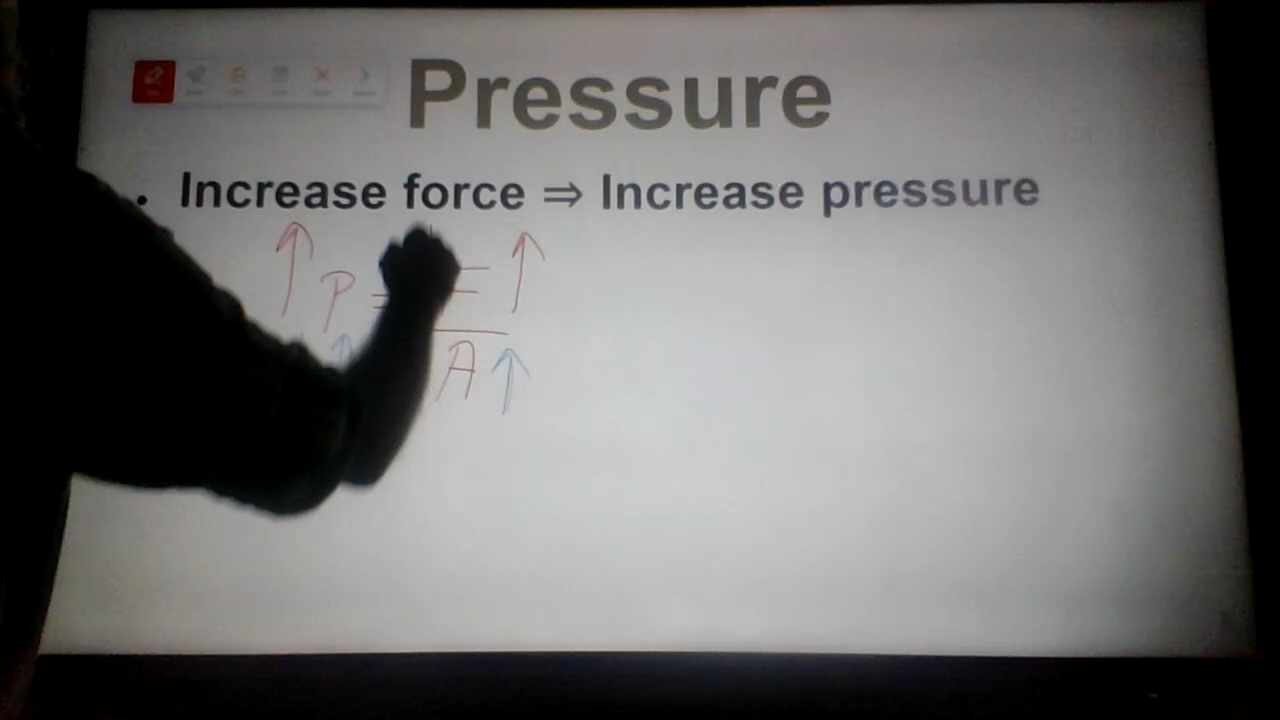 Pressure
• Increase force ⇒ Increase pressure
↑ P = F ↑
↑ A ↑